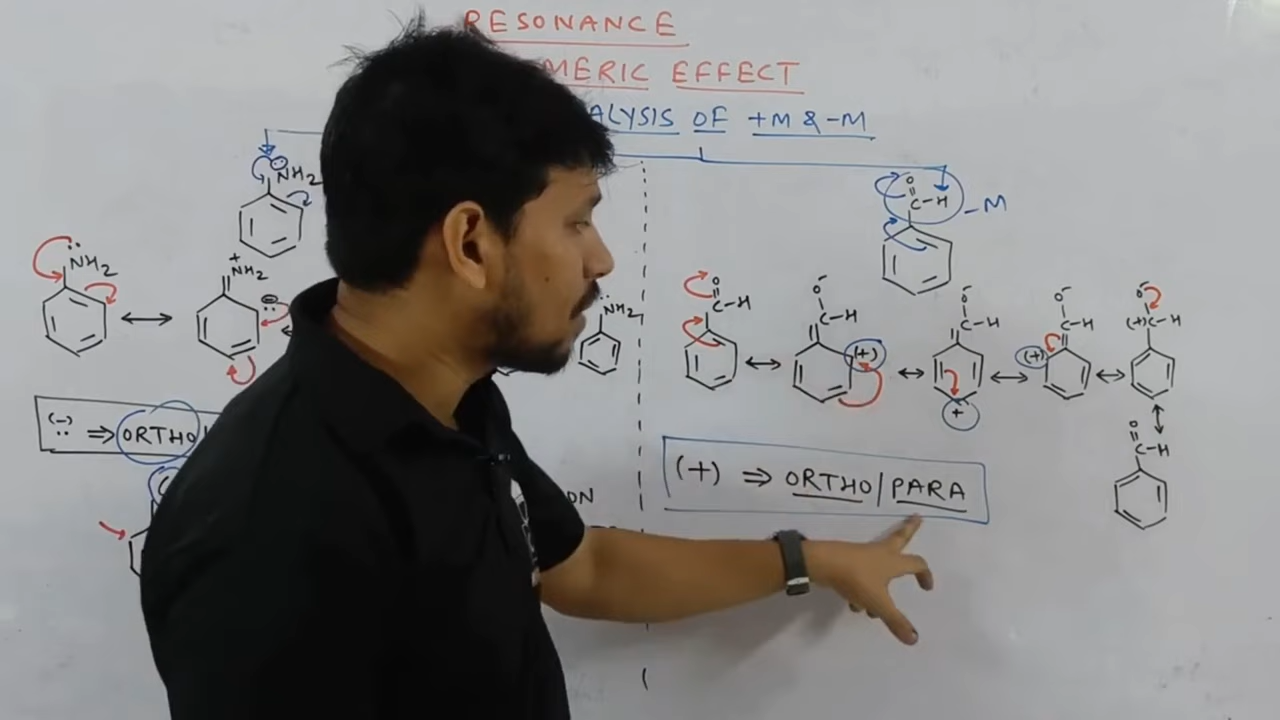 RESONANCE
MERIC EFFECT
ALYSIS OF +M & -M
NH2
O
C-H
-M
NH2
+
NH2
NH2
O
C-H
O-
C-H
(+)
O-
C-H
+
O-
C-H
(+)
O-
(+)C-H
O
C-H
(-)
.. ⇒ ORTHO/
(+) ⇒ ORTHO/PARA
ON